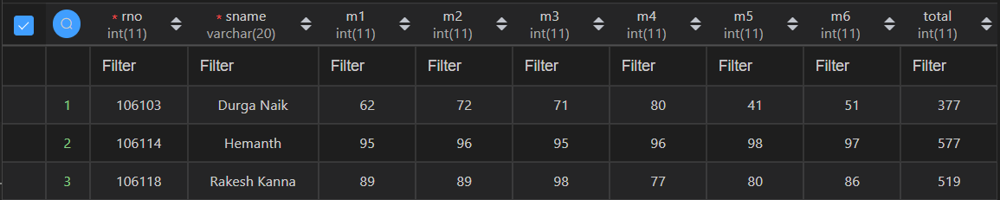 * rno * sname m1 m2 m3 m4 m5 m6 total
int(11) varchar(20) int(11) int(11) int(11) int(11) int(11) int(11) int(11)
Filter Filter Filter Filter Filter Filter Filter Filter Filter
1 106103 Durga Naik 62 72 71 80 41 51 377
2 106114 Hemanth 95 96 95 96 98 97 577
3 106118 Rakesh Kanna 89 89 98 77 80 86 519